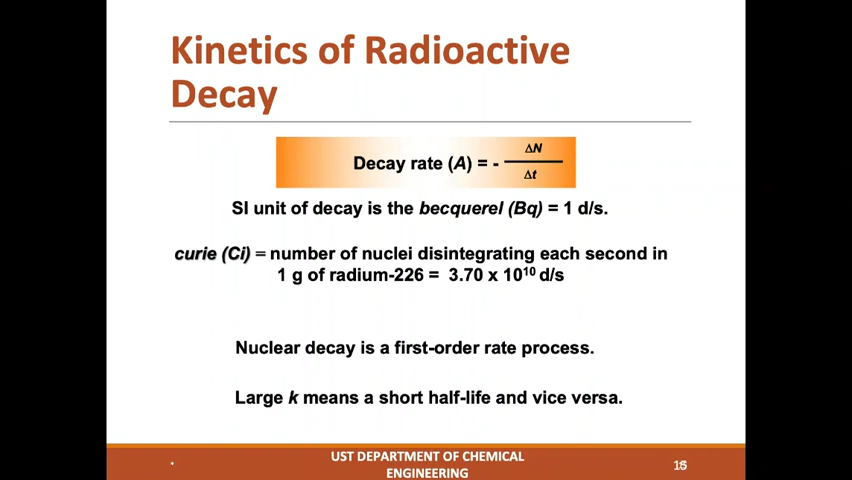 Kinetics of Radioactive
Decay
Decay rate (A) = - ΔN
Δt
SI unit of decay is the becquerel (Bq) = 1 d/s.
curie (Ci) = number of nuclei disintegrating each second in
1 g of radium-226 = 3.70 x 10¹⁰ d/s
Nuclear decay is a first-order rate process.
Large k means a short half-life and vice versa.
UST DEPARTMENT OF CHEMICAL
ENGINEERING